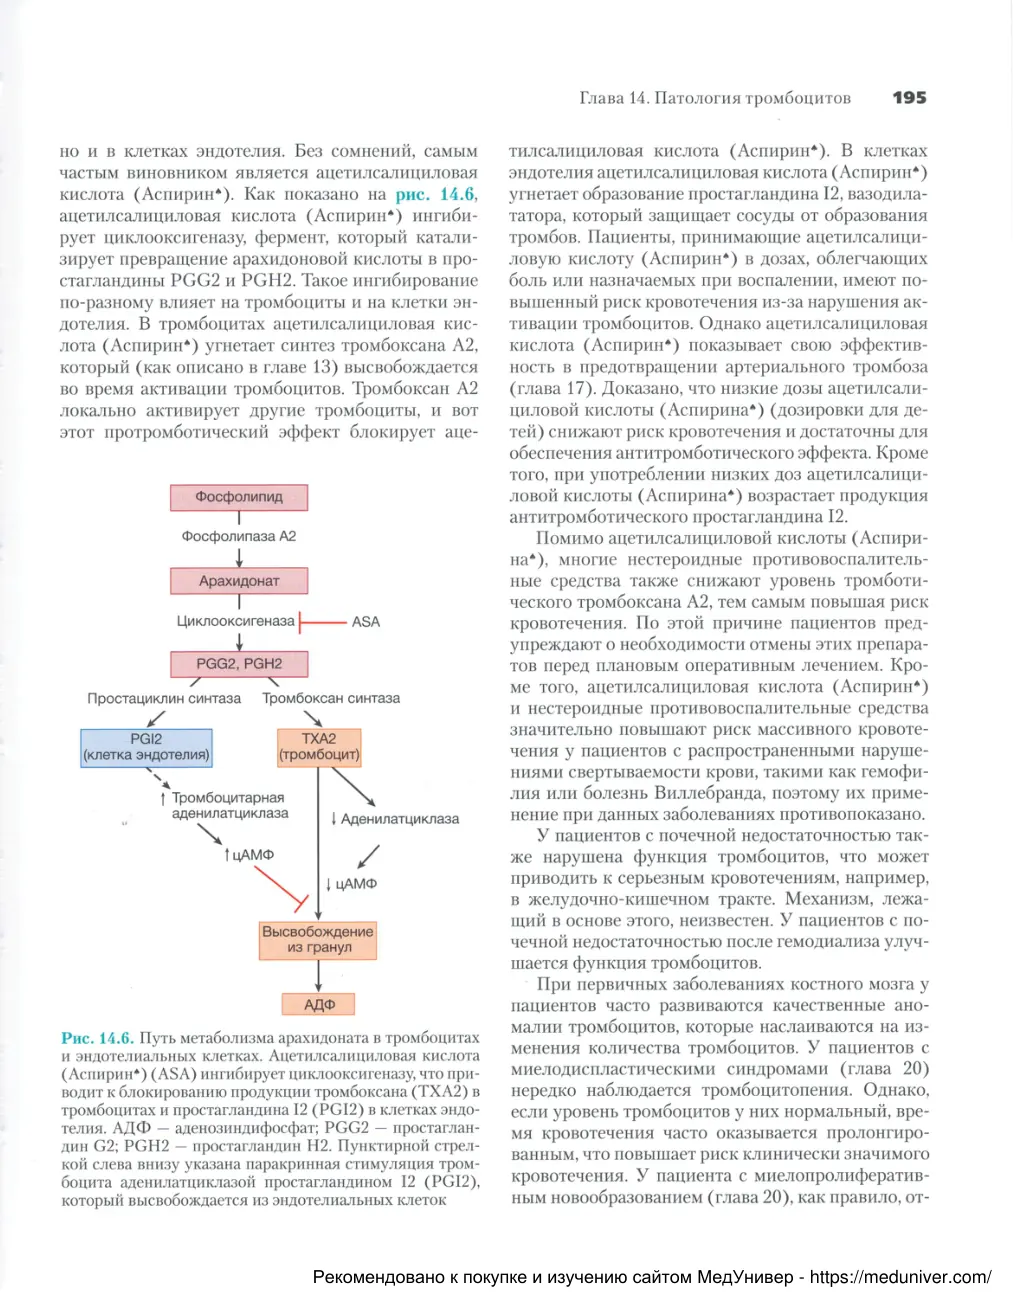 Глава 14. Патология тромбоцитов 195
но и в клетках эндотелия. Без сомнений, самым
частым виновником является ацетилсалициловая
кислота (Аспирин♠). Как показано на рис. 14.6,
ацетилсалициловая кислота (Аспирин♠) ингиби-
рует циклооксигеназу, фермент, который катали-
зирует превращение арахидоновой кислоты в про-
стагландины PGG2 и PGH2. Такое ингибирование
по-разному влияет на тромбоциты и на клетки эн-
дотелия. В тромбоцитах ацетилсалициловая кис-
лота (Аспирин♠) угнетает синтез тромбоксана А2,
который (как описано в главе 13) высвобождается
во время активации тромбоцитов. Тромбоксан А2
локально активирует другие тромбоциты, и вот
этот протромботический эффект блокирует аце-
Фосфолипид
Фосфолипаза А2
Арахидонат
Циклооксигеназа ASA
PGG2, PGH2
Простациклин синтаза Тромбоксан синтаза
PGI2
(клетка эндотелия)
TXA2
(тромбоцит)
↑ Тромбоцитарная
аденилатциклаза
↓ Аденилатциклаза
↑ цАМФ
↓ цАМФ
Высвобождение
из гранул
АДФ
Рис. 14.6. Путь метаболизма арахидоната в тромбоцитах
и эндотелиальных клетках. Ацетилсалициловая кислота
(Аспирин♠) (ASA) ингибирует циклооксигеназу, что при-
водит к блокированию продукции тромбоксана (TXA2) в
тромбоцитах и простагландина I2 (PGI2) в клетках эндо-
телия. АДФ — аденозиндифосфат; PGG2 — простаглан-
дин G2; PGH2 — простагландин H2. Пунктирной стрел-
кой слева внизу указана паракринная стимуляция тром-
боцита аденилатциклазой простагландином I2 (PGI2),
который высвобождается из эндотелиальных клеток
тилсалициловая кислота (Аспирин♠). В клетках
эндотелия ацетилсалициловая кислота (Аспирин♠)
угнетает образование простагландина I2, вазодила-
татора, который защищает сосуды от образования
тромбов. Пациенты, принимающие ацетилсалици-
ловую кислоту (Аспирин♠) в дозах, облегчающих
боль или назначаемых при воспалении, имеют по-
вышенный риск кровотечения из-за нарушения ак-
тивации тромбоцитов. Однако ацетилсалициловая
кислота (Аспирин♠) показывает свою эффектив-
ность в предотвращении артериального тромбоза
(глава 17). Доказано, что низкие дозы ацетилсали-
циловой кислоты (Аспирина♠) (дозировки для де-
тей) снижают риск кровотечения и достаточны для
обеспечения антитромботического эффекта. Кроме
того, при употреблении низких доз ацетилсалици-
ловой кислоты (Аспирина♠) возрастает продукция
антитромботического простагландина I2.
Помимо ацетилсалициловой кислоты (Аспири-
на♠), многие нестероидные противовоспалитель-
ные средства также снижают уровень тромботи-
ческого тромбоксана А2, тем самым повышая риск
кровотечения. По этой причине пациентов пред-
упреждают о необходимости отмены этих препара-
тов перед плановым оперативным лечением. Кро-
ме того, ацетилсалициловая кислота (Аспирин♠)
и нестероидные противовоспалительные средства
значительно повышают риск массивного кровоте-
чения у пациентов с распространенными наруше-
ниями свертываемости крови, такими как гемофи-
лия или болезнь Виллебранда, поэтому их приме-
нение при данных заболеваниях противопоказано.
У пациентов с почечной недостаточностью так-
же нарушена функция тромбоцитов, что может
приводить к серьезным кровотечениям, например,
в желудочно-кишечном тракте. Механизм, лежа-
щий в основе этого, неизвестен. У пациентов с по-
чечной недостаточностью после гемодиализа улуч-
шается функция тромбоцитов.
При первичных заболеваниях костного мозга у
пациентов часто развиваются качественные ано-
малии тромбоцитов, которые наслаиваются на из-
менения количества тромбоцитов. У пациентов с
миелодиспластическими синдромами (глава 20)
нередко наблюдается тромбоцитопения. Однако,
если уровень тромбоцитов у них нормальный, вре-
мя кровотечения часто оказывается пролонгиро-
ванным, что повышает риск клинически значимого
кровотечения. У пациента с миелопролифератив-
ным новообразованием (глава 20), как правило, от-
Рекомендовано к покупке и изучению сайтом МедУнивер - https://meduniver.com/